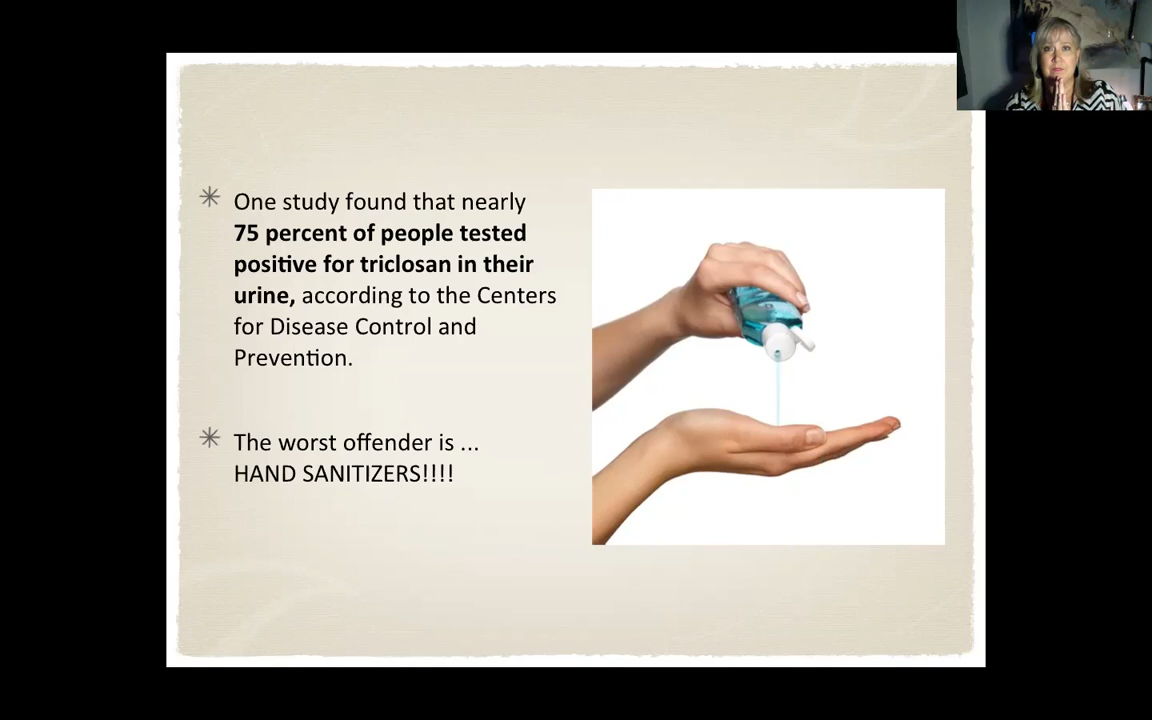 One study found that nearly
75 percent of people tested
positive for triclosan in their
urine, according to the Centers
for Disease Control and
Prevention.
The worst offender is ...
HAND SANITIZERS!!!!